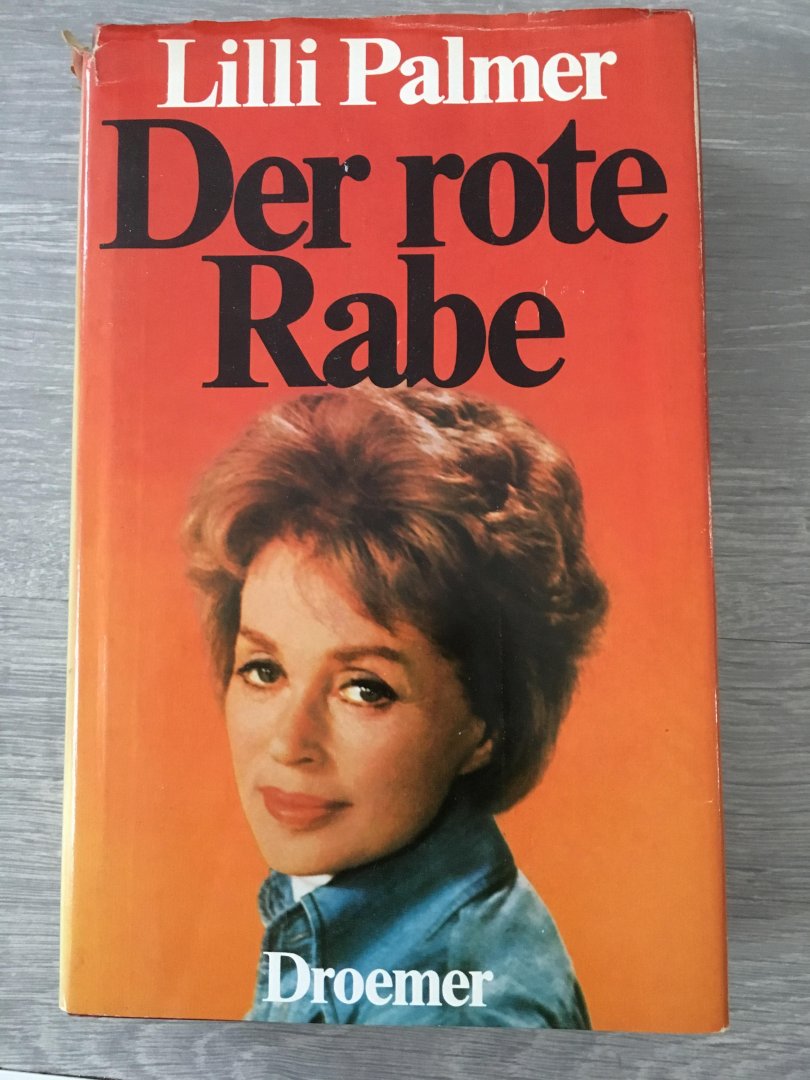 Lilli Palmer
Der rote
Rabe
Droemer